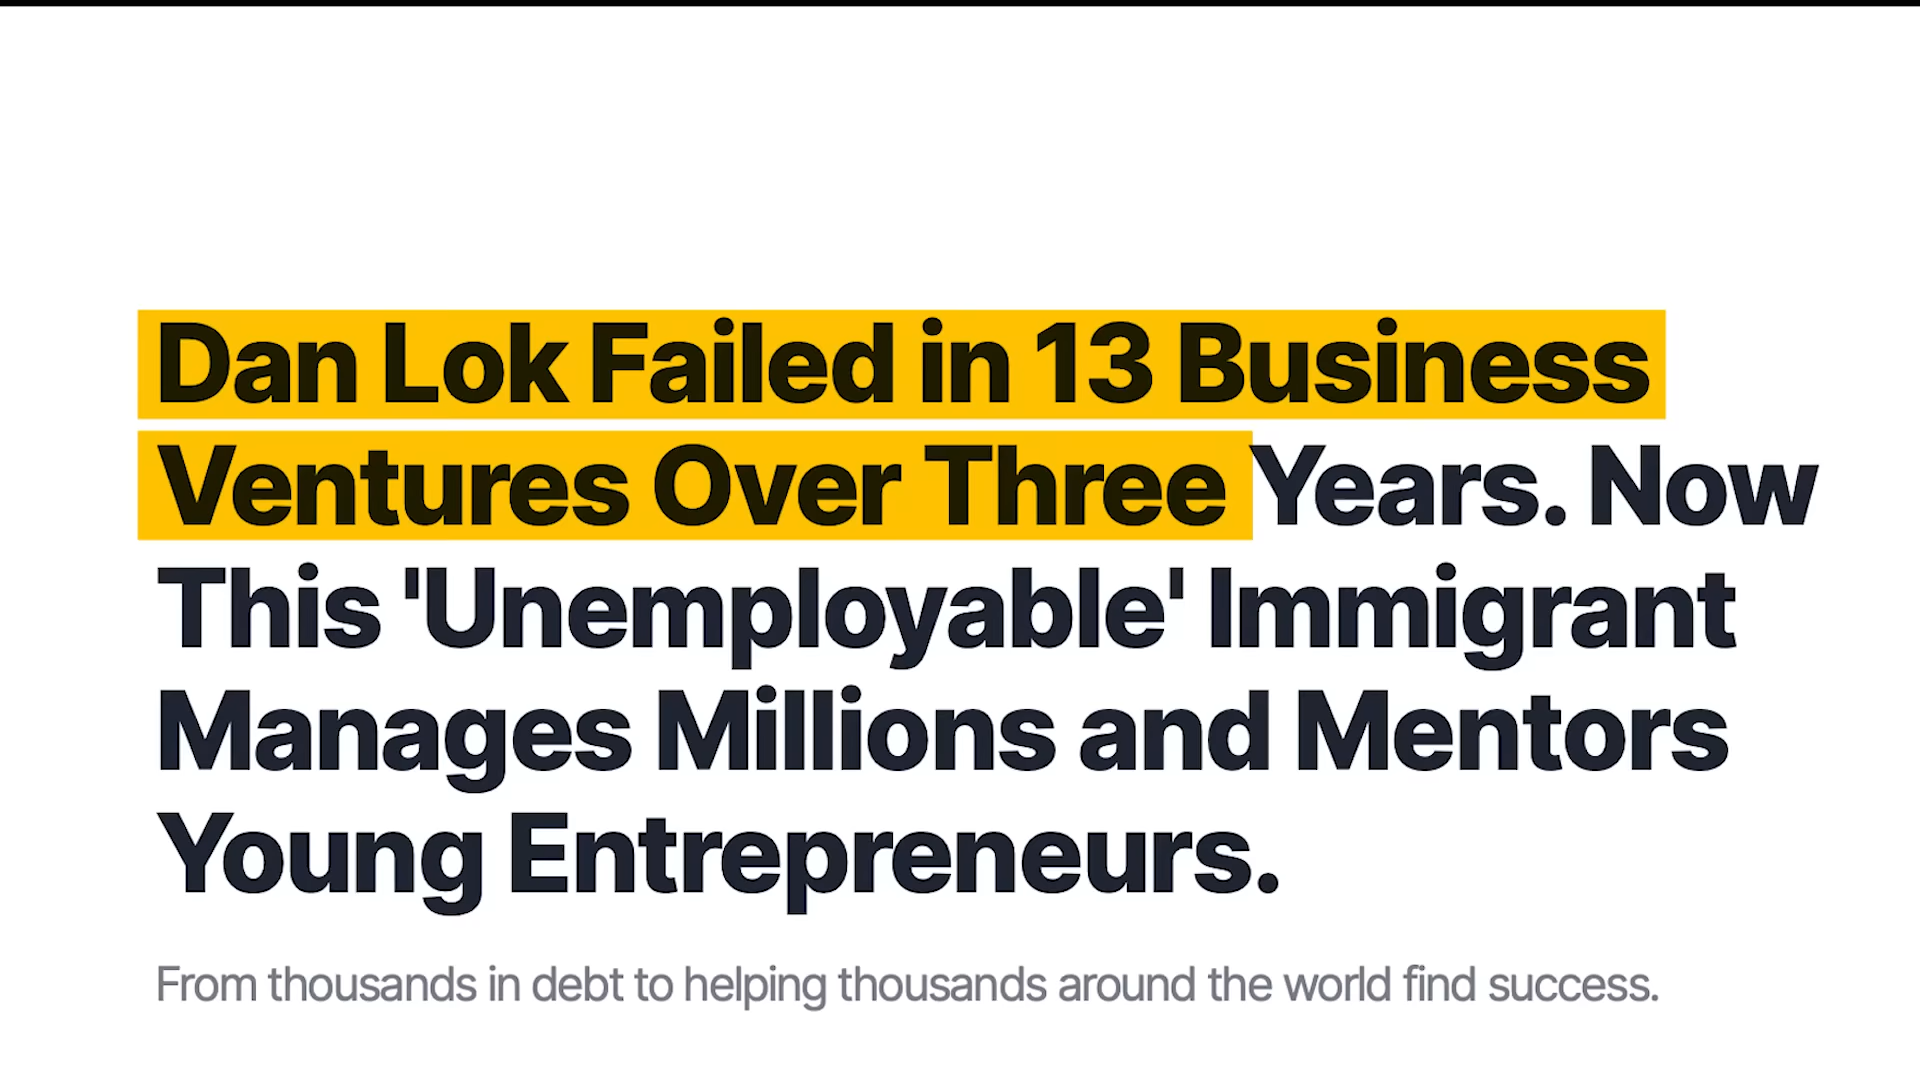 Dan Lok Failed in 13 Business
Ventures Over Three Years. Now
This 'Unemployable' Immigrant
Manages Millions and Mentors
Young Entrepreneurs.
From thousands in debt to helping thousands around the world find success.